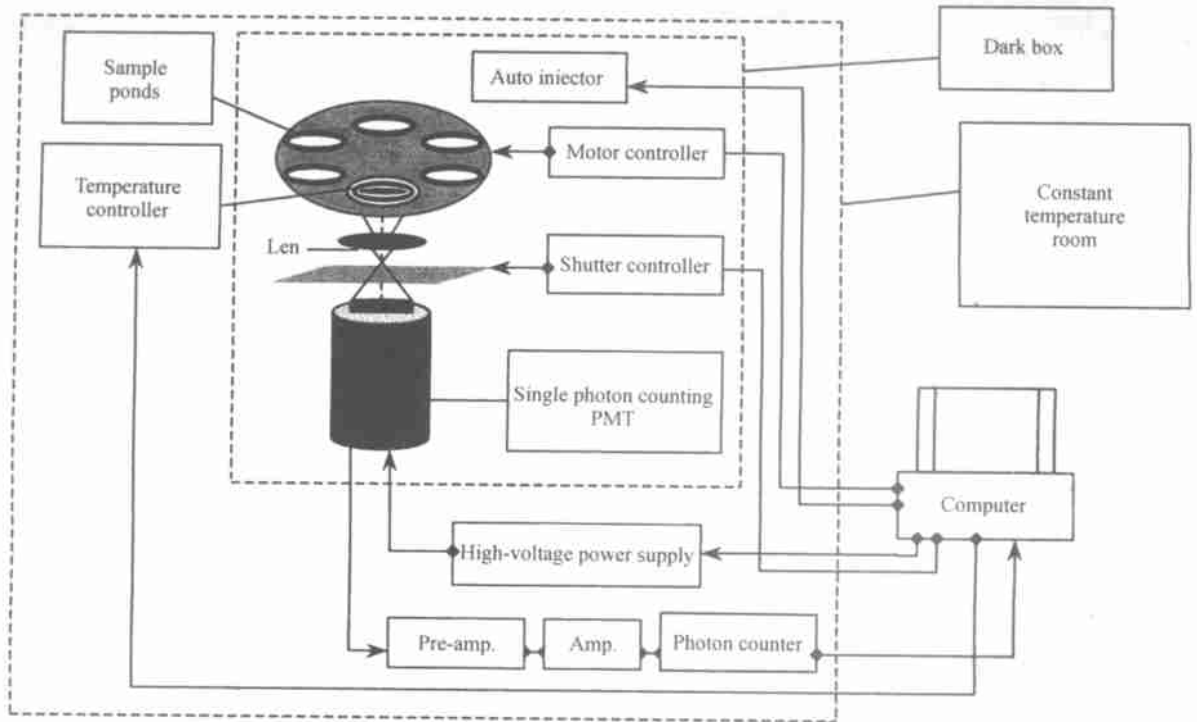 Sample
ponds
Auto iniector
Dark box
Motor controller
Temperature
controller
Constant
temperature
room
Len
Shutter controller
Single photon counting
PMT
Computer
High-voltage power supply
Pre-amp.
Amp.
Photon counter